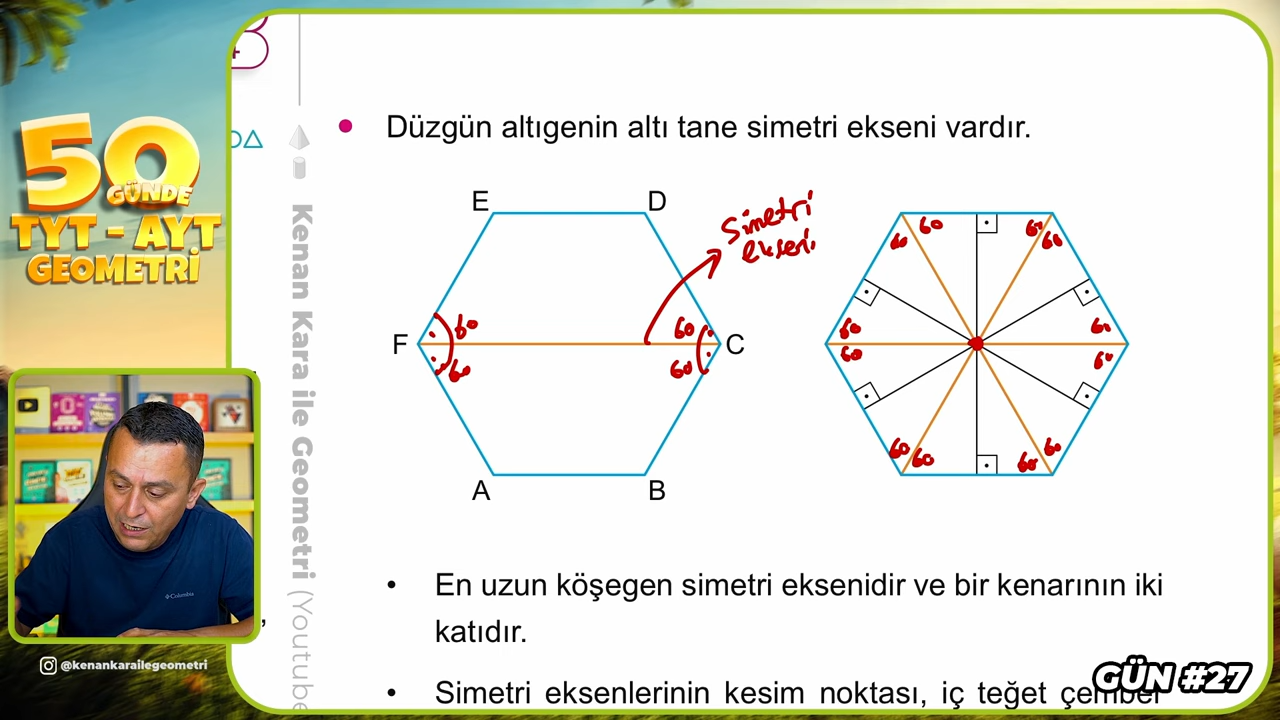 50
GÜNDE
TYT - AYT
GEOMETRİ
Düzgün altıgenin altı tane simetri ekseni vardır.
E
D
simetri
ekseni
F
60
60
60
60
C
A
B
60
60
60
60
60
60
60
60
60
60
60
60
• En uzun köşegen simetri eksenidir ve bir kenarının iki
katıdır.
• Simetri eksenlerinin kesim noktası, iç teğet çember
Kenan Kara ile Geometri (Youtube
Columbia
@kenankarailegeometri
GÜN #27